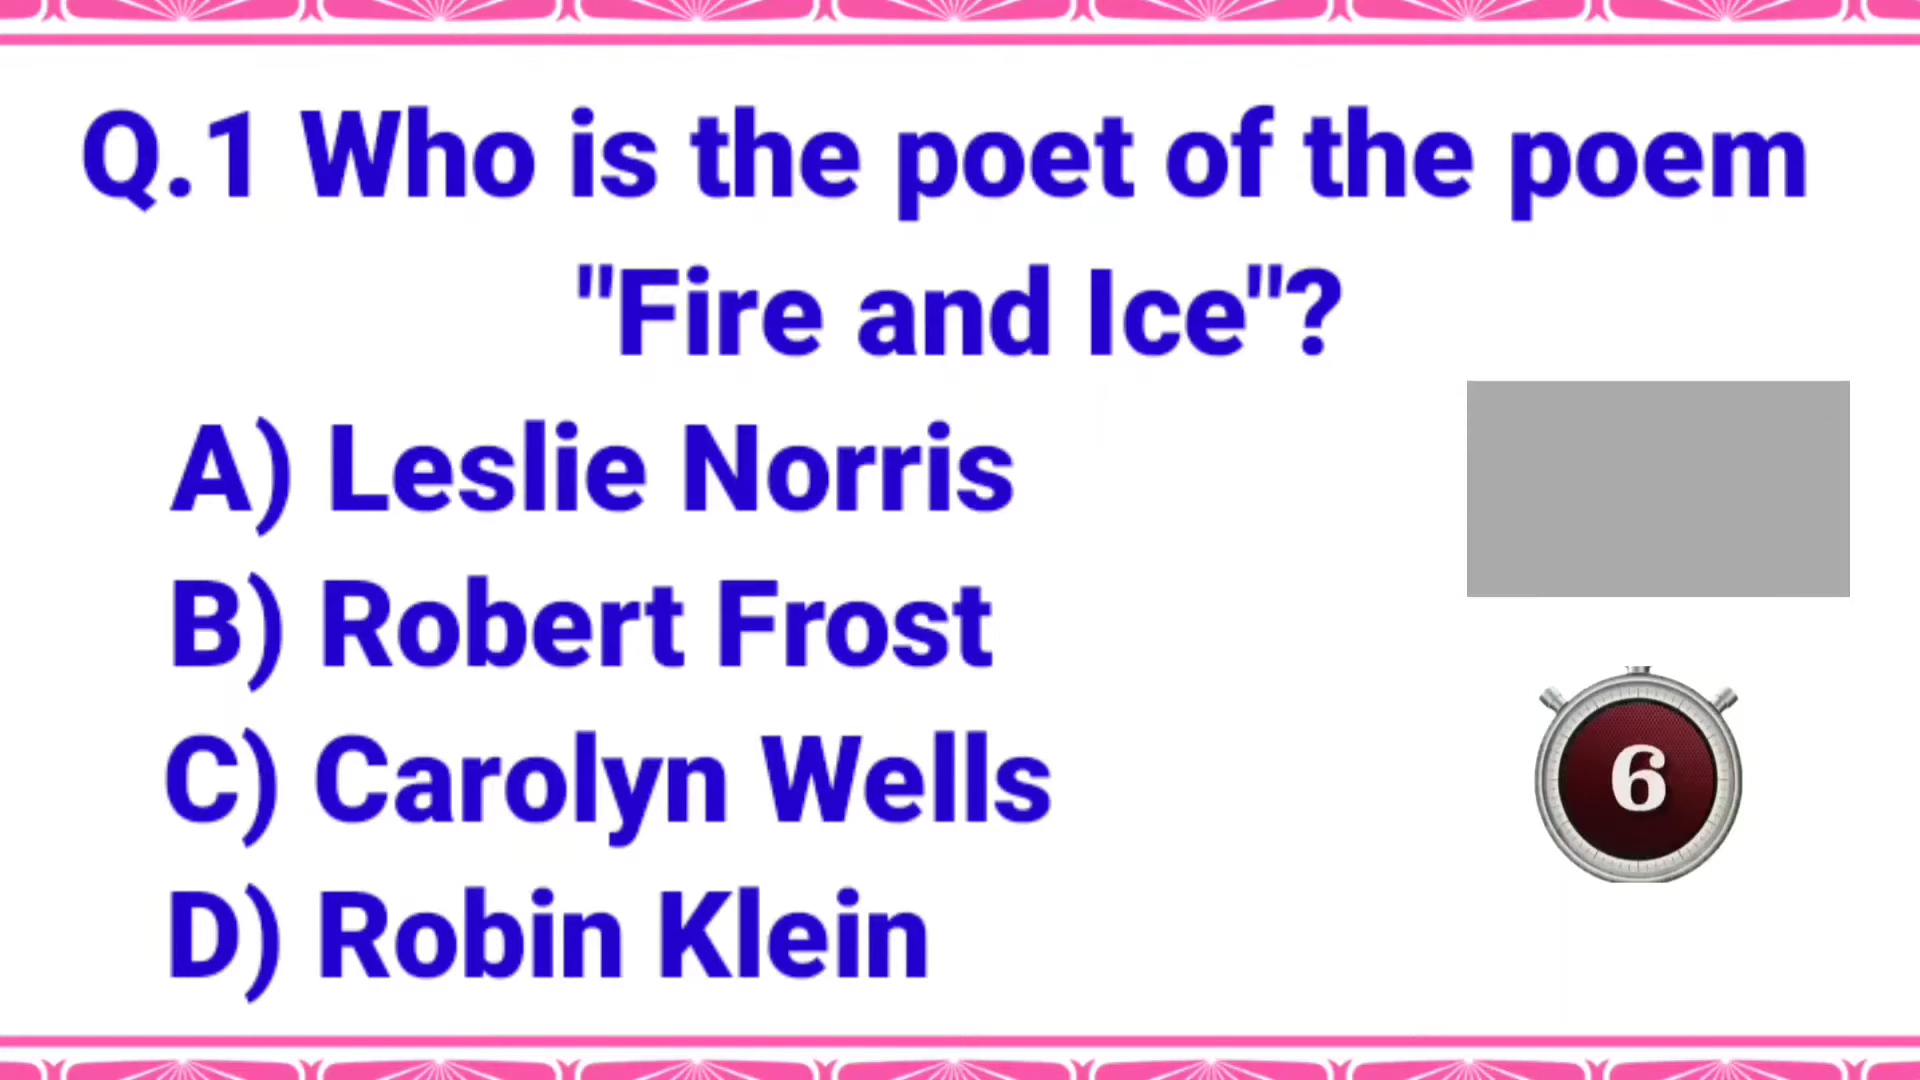 Q.1 Who is the poet of the poem
"Fire and Ice"?
A) Leslie Norris
B) Robert Frost
C) Carolyn Wells
D) Robin Klein
6